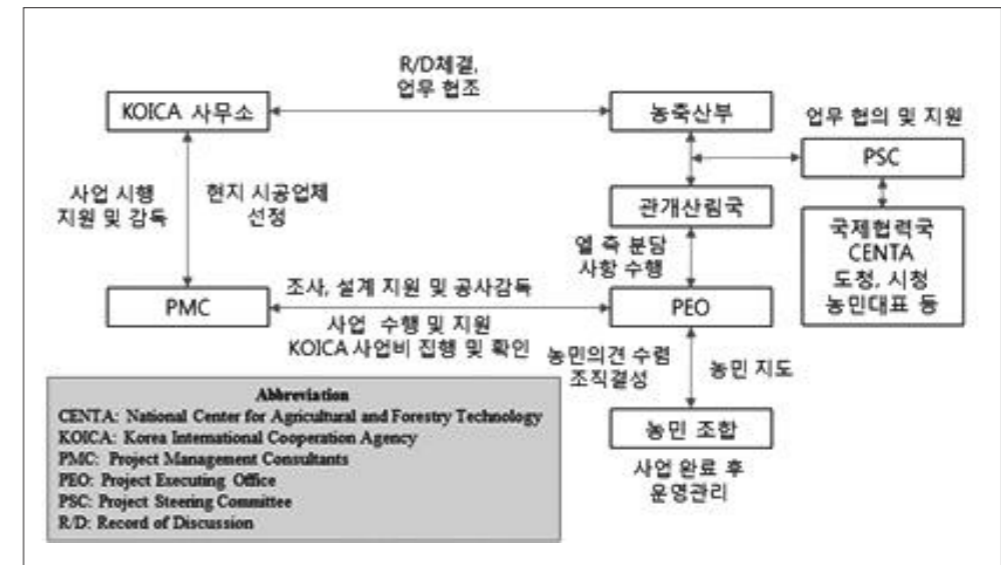 R/D체결,
업무 협조
KOICA 사무소
농축산부
업무 협의 및 지원
PSC
사업 시행
지원 및 감독
현지 시공업체
선정
관개산림국
국제협력국
CENTA
도청, 시청
농민대표 등
엘 측 분담
사항 수행
조사, 설계 지원 및 공사감독
PMC
PEO
사업 수행 및 지원
KOICA 사업비 집행 및 확인
농민의견 수렴
조직결성
농민 지도
농민 조합
사업 완료 후
운영관리
Abbreviation
CENTA: National Center for Agricultural and Forestry Technology
KOICA: Korea International Cooperation Agency
PMC: Project Management Consultants
PEO: Project Executing Office
PSC: Project Steering Committee
R/D: Record of Discussion